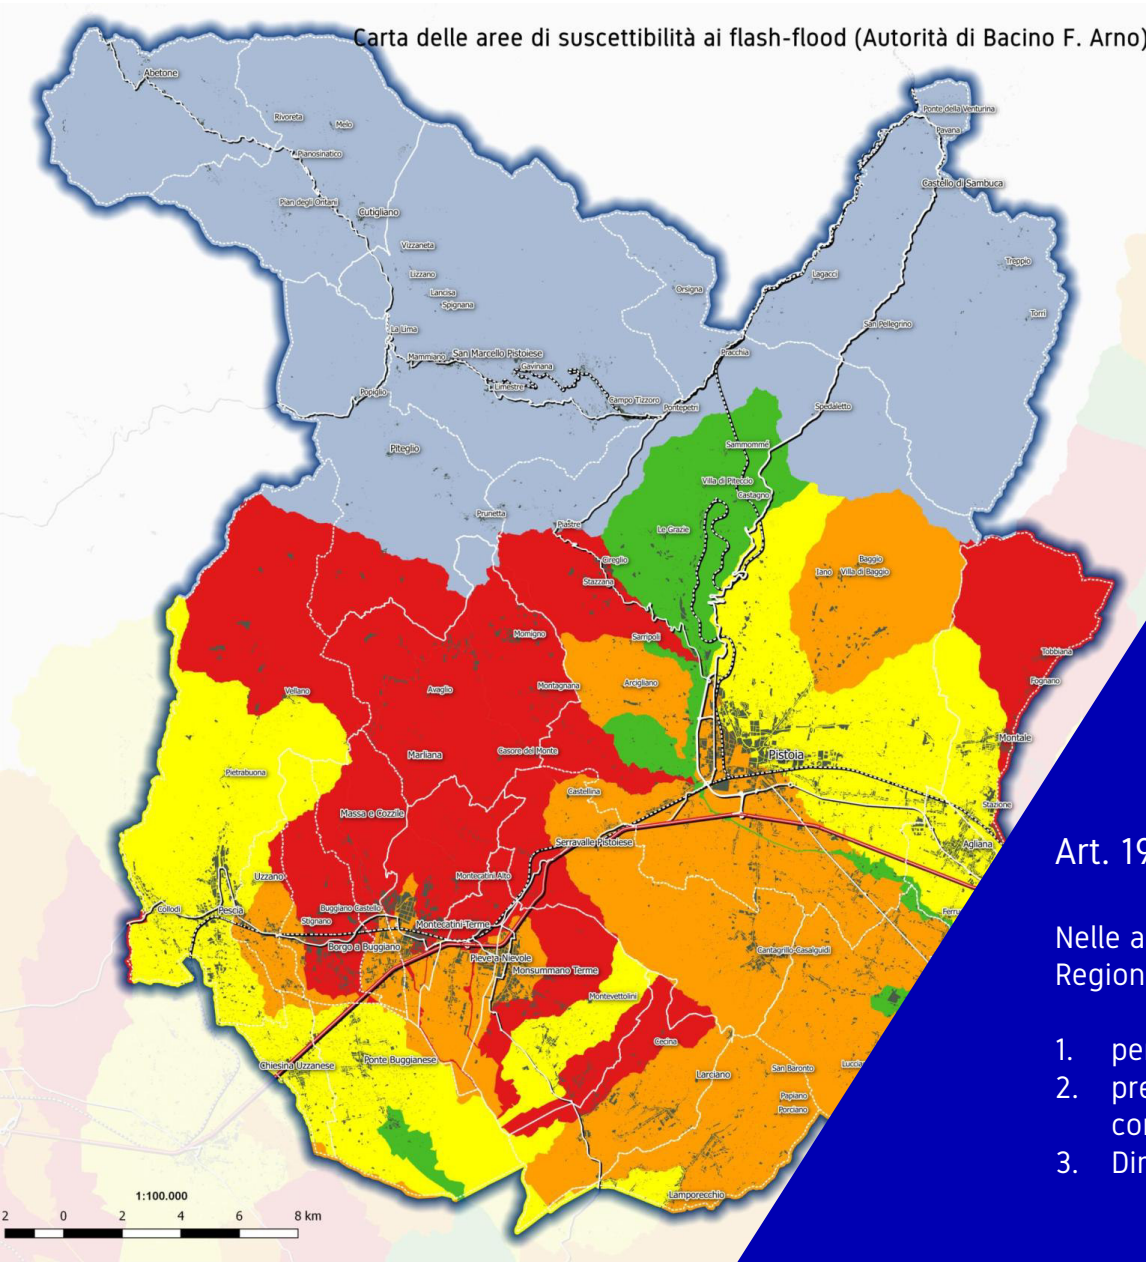 Carta delle aree di suscettibilità ai flash-flood (Autorità di Bacino F. Arno)
Abetone
Ponte della Venturina
Rivoreta
Melo
Pavana
Pianosinatico
Castello di Sambuca
Pian degli Ontani
Cutigliano
Vizzaneta
Treppio
Lizzano
Lagacci
Orsigna
Lancisa
Spignana
Torri
La Lima
San Pellegrino
Pracchia
Mammiano
San Marcello Pistoiese
Gavinana
Limestre
Popiglio
Campo Tizzoro
Pontepetri
Spedaletto
Piteglio
Sammommè
Villa di Piteccio
Castagno
Prunetta
Piastre
Le Grazie
Cireglio
Baggio
Stazzana
Iano
Villa di Baggio
Momigno
Sarripoli
Tobbiana
Fognano
Vellano
Avaglio
Montagnana
Arcigliano
Montale
Marliana
Casore del Monte
Pistoia
Pietrabuona
Castellina
Stazione
Massa e Cozzile
Serravalle Pistoiese
Agliana
Uzzano
Montecatini Alto
Collodi
Pescia
Buggiano Castello
Stignano
Montecatini-Terme
Ferru
Borgo a Buggiano
Pieve a Nievole
Cantagrillo-Casalguidi
Monsummano Terme
Montevettolini
Cecina
Chiesina Uzzanese
Ponte Buggianese
Larciano
San Baronto
Lucci
Papiano
Porciano
Lamporecchio
1:100.000
2 0 2 4 6 8 km
Art. 19
Nelle a
Region
1. pe
2. pre
cor
3. Dir